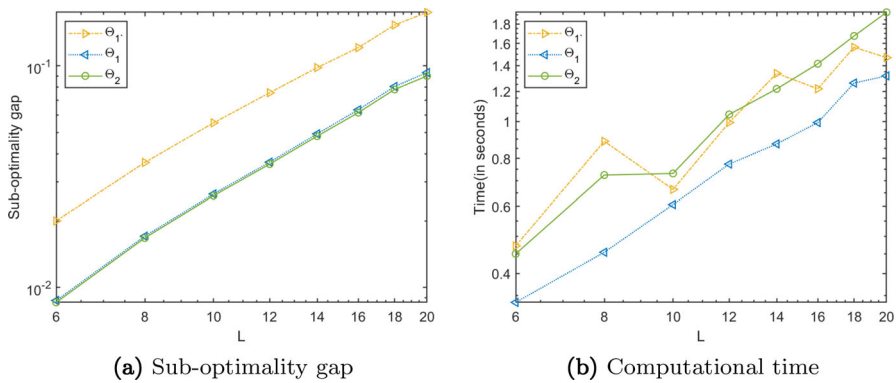 Θ1'
Θ1
Θ2
10^-1
10^-2
Sub-optimality gap
6 8 10 12 14 16 18 20
L
(a) Sub-optimality gap
Θ1'
Θ1
Θ2
1.8
1.6
1.4
1.2
1
0.8
0.6
0.4
Time(in seconds)
6 8 10 12 14 16 18 20
L
(b) Computational time